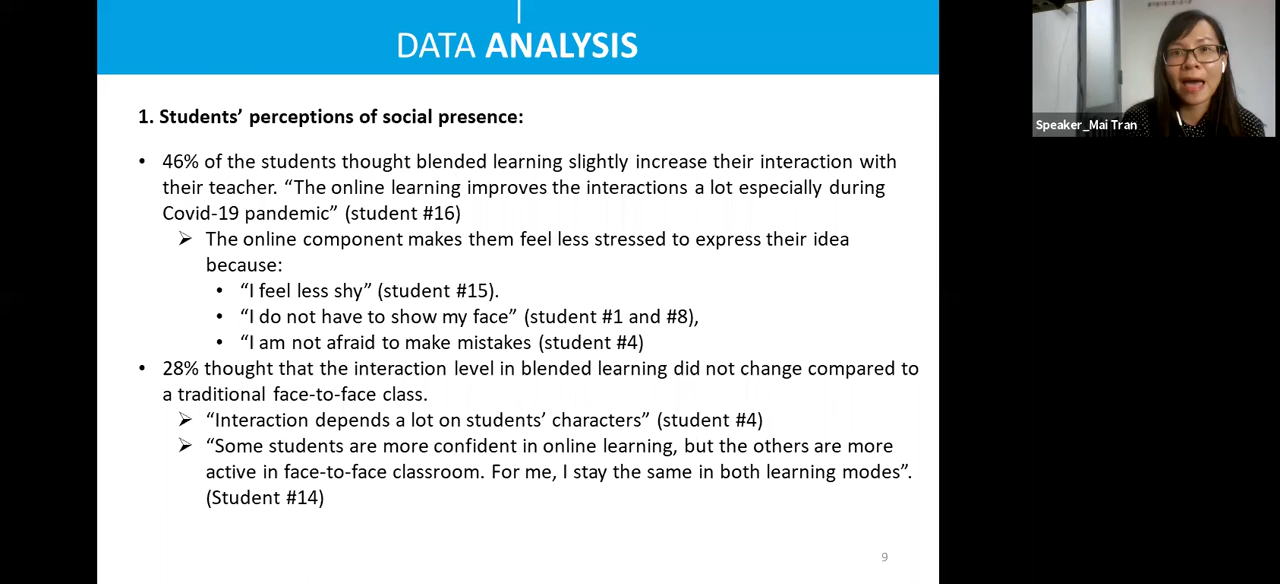 DATA ANALYSIS
Speaker_Mai Tran
1. Students’ perceptions of social presence:
• 46% of the students thought blended learning slightly increase their interaction with
their teacher. “The online learning improves the interactions a lot especially during
Covid-19 pandemic” (student #16)
➢ The online component makes them feel less stressed to express their idea
because:
• “I feel less shy” (student #15).
• “I do not have to show my face” (student #1 and #8),
• “I am not afraid to make mistakes (student #4)
• 28% thought that the interaction level in blended learning did not change compared to
a traditional face-to-face class.
➢ “Interaction depends a lot on students’ characters” (student #4)
➢ “Some students are more confident in online learning, but the others are more
active in face-to-face classroom. For me, I stay the same in both learning modes”.
(Student #14)
9